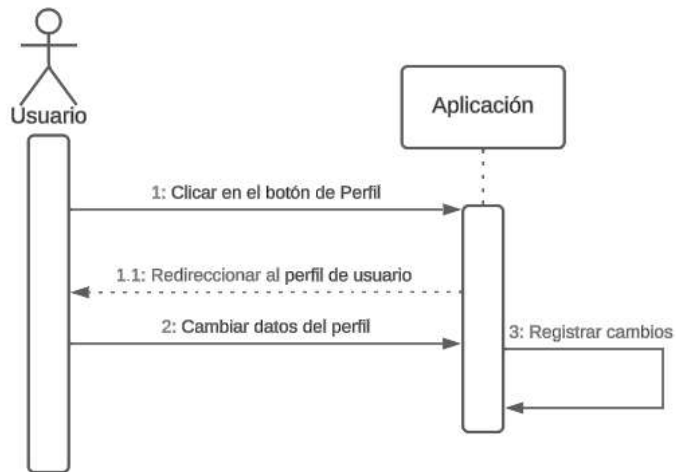 Usuario
Aplicación
1: Clicar en el botón de Perfil
1.1: Redireccionar al perfil de usuario
2: Cambiar datos del perfil
3: Registrar cambios